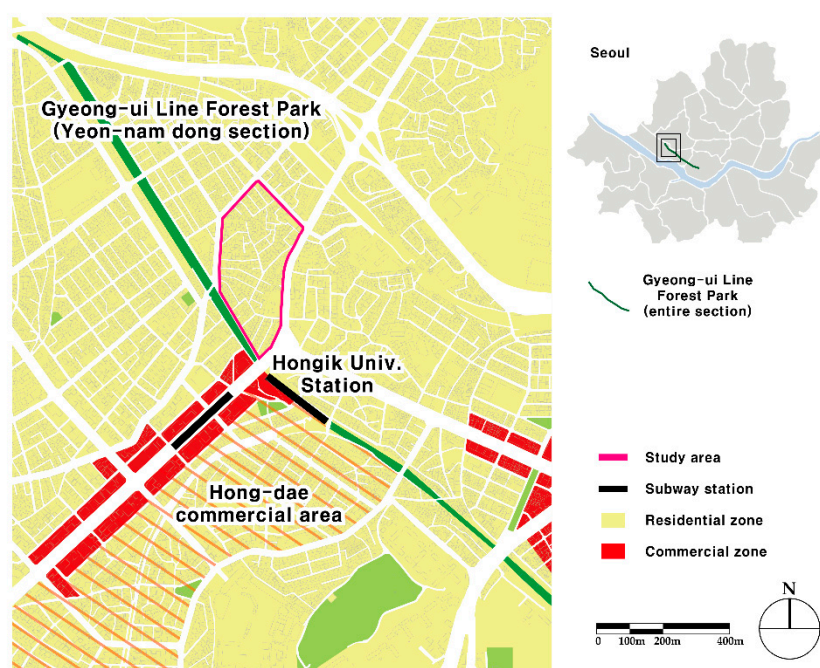 Gyeong-ui Line Forest Park
(Yeon-nam dong section)
Hongik Univ.
Station
Hong-dae
commercial area
Seoul
Gyeong-ui Line
Forest Park
(entire section)
Study area
Subway station
Residential zone
Commercial zone
N
0 100m 200m 400m